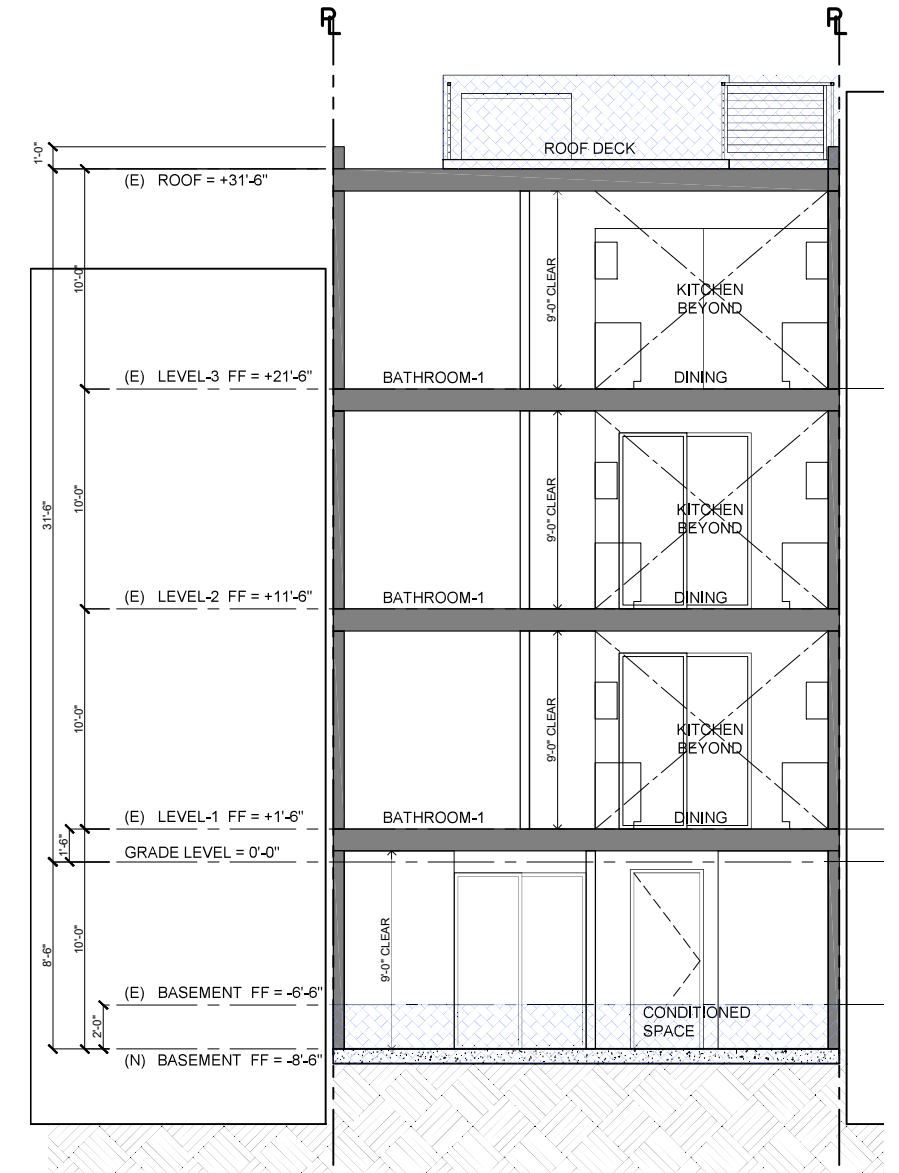 PL
PL
ROOF DECK
1'-0"
(E) ROOF = +31'-6"
10'-0"
9'-0" CLEAR
KITCHEN
BEYOND
(E) LEVEL-3 FF = +21'-6"
BATHROOM-1
DINING
31'-6"
10'-0"
9'-0" CLEAR
KITCHEN
BEYOND
(E) LEVEL-2 FF = +11'-6"
BATHROOM-1
DINING
10'-0"
9'-0" CLEAR
KITCHEN
BEYOND
(E) LEVEL-1 FF = +1'-6"
BATHROOM-1
DINING
1'-6"
GRADE LEVEL = 0'-0"
8'-6"
10'-0"
9'-0" CLEAR
(E) BASEMENT FF = -6'-6"
2'-0"
CONDITIONED
SPACE
(N) BASEMENT FF = -8'-6"